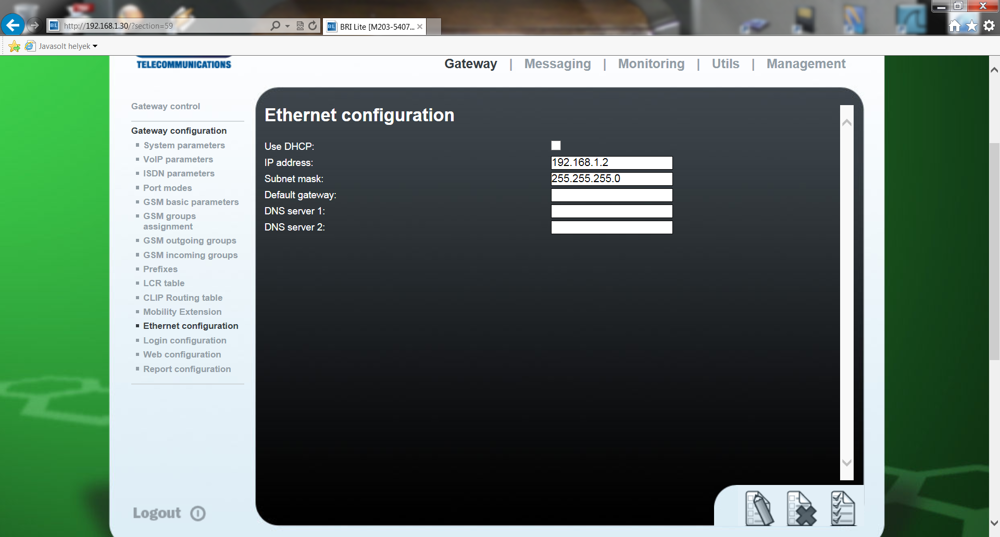 http://192.168.1.30/?section=59
BL
BRI Lite [M203-5407...
Javasolt helyek
TELECOMMUNICATIONS
Gateway | Messaging | Monitoring | Utils | Management
Gateway control
Gateway configuration
System parameters
VoIP parameters
ISDN parameters
Port modes
GSM basic parameters
GSM groups
assignment
GSM outgoing groups
GSM incoming groups
Prefixes
LCR table
CLIP Routing table
Mobility Extension
Ethernet configuration
Login configuration
Web configuration
Report configuration
Logout
Ethernet configuration
Use DHCP:
IP address: 192.168.1.2
Subnet mask: 255.255.255.0
Default gateway:
DNS server 1:
DNS server 2: